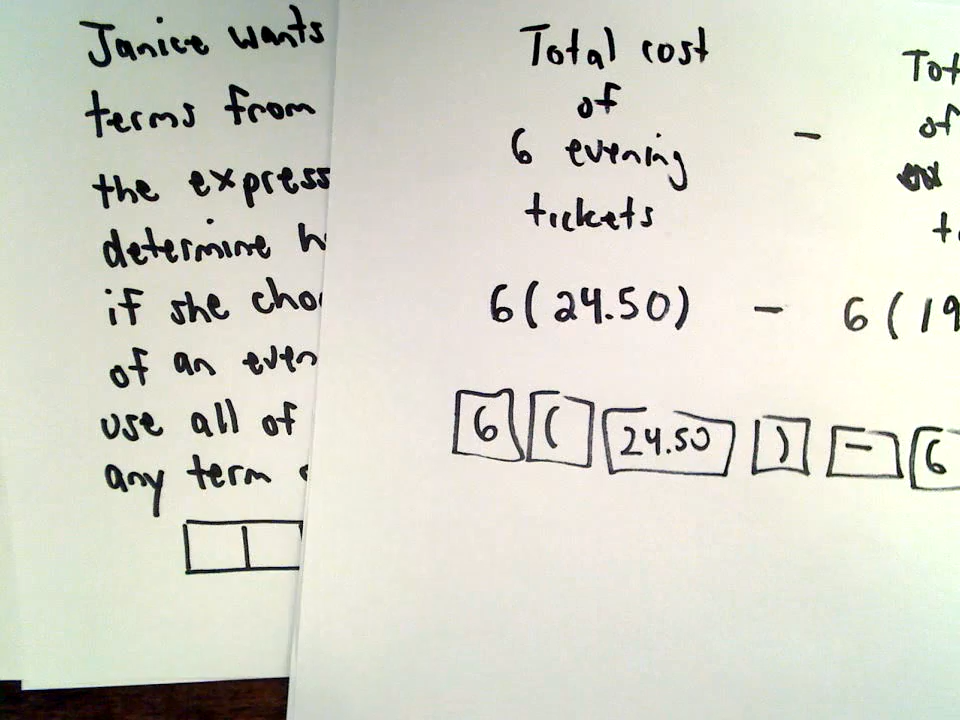 Janice wants
terms from
the express
determine h
if she cho
of an even
use all of
any term
Total cost
of
6 evening
tickets
-
Tot
of
t
6(24.50) - 6(19
6 ( 24.50 ) - 6